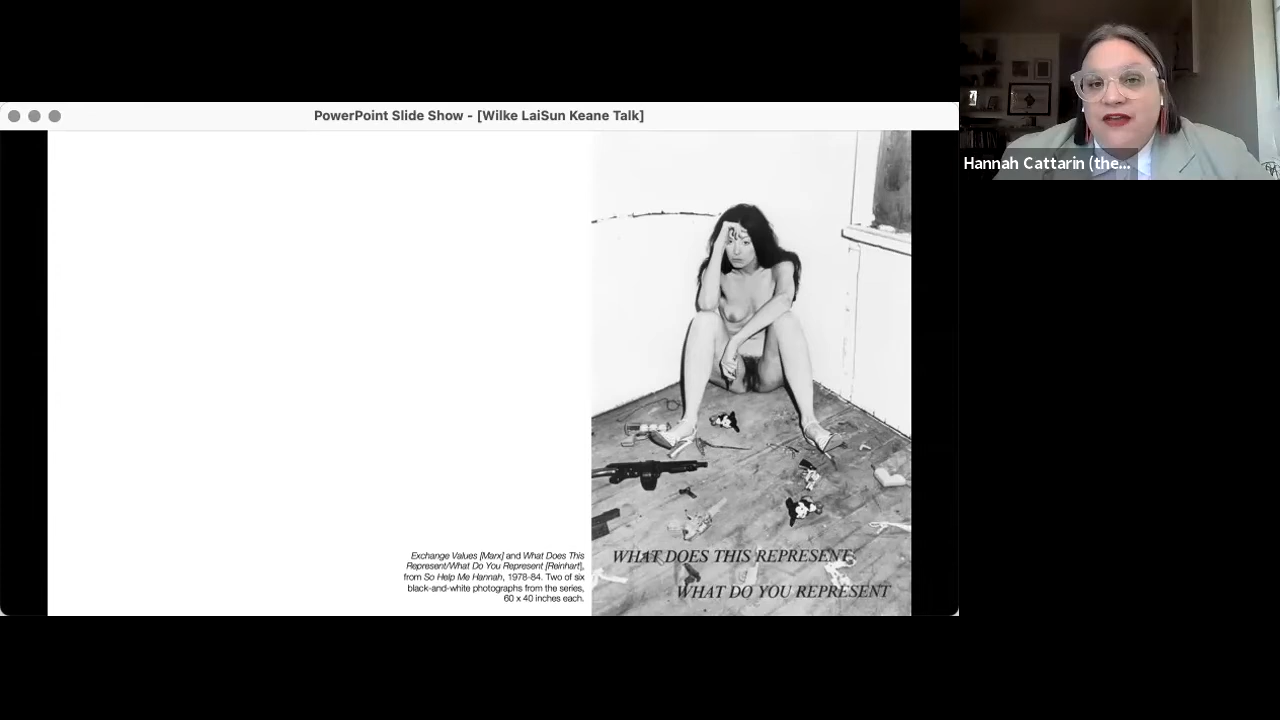 PowerPoint Slide Show - [Wilke LaiSun Keane Talk]
Hannah Cattarin (the...
Exchange Values [Marx] and What Does This
Represent/What Do You Represent [Reinhart],
from So Help Me Hannah, 1978-84. Two of six
black-and-white photographs from the series,
60 x 40 inches each.
WHAT DOES THIS REPRESENT
WHAT DO YOU REPRESENT